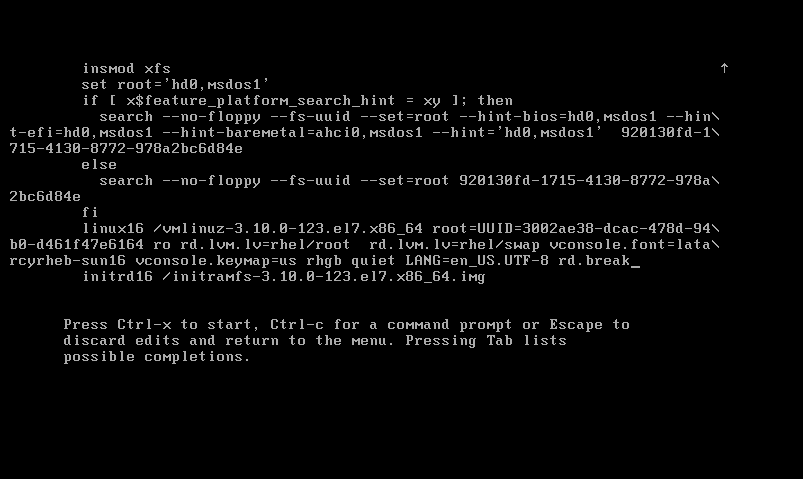 insmod xfs
↑
set root='hd0,msdos1'
if [ x$feature_platform_search_hint = xy ]; then
search --no-floppy --fs-uuid --set=root --hint-bios=hd0,msdos1 --hin\
t-efi=hd0,msdos1 --hint-baremetal=ahci0,msdos1 --hint='hd0,msdos1'  920130fd-1\
715-4130-8772-978a2bc6d84e
else
search --no-floppy --fs-uuid --set=root 920130fd-1715-4130-8772-978a\
2bc6d84e
fi
linux16 /vmlinuz-3.10.0-123.el7.x86_64 root=UUID=3002ae38-dcac-478d-94\
b0-d461f47e6164 ro rd.lvm.lv=rhel/root  rd.lvm.lv=rhel/swap vconsole.font=lata\
rcyrheb-sun16 vconsole.keymap=us rhgb quiet LANG=en_US.UTF-8 rd.break_
initrd16 /initramfs-3.10.0-123.el7.x86_64.img
Press Ctrl-x to start, Ctrl-c for a command prompt or Escape to
discard edits and return to the menu. Pressing Tab lists
possible completions.